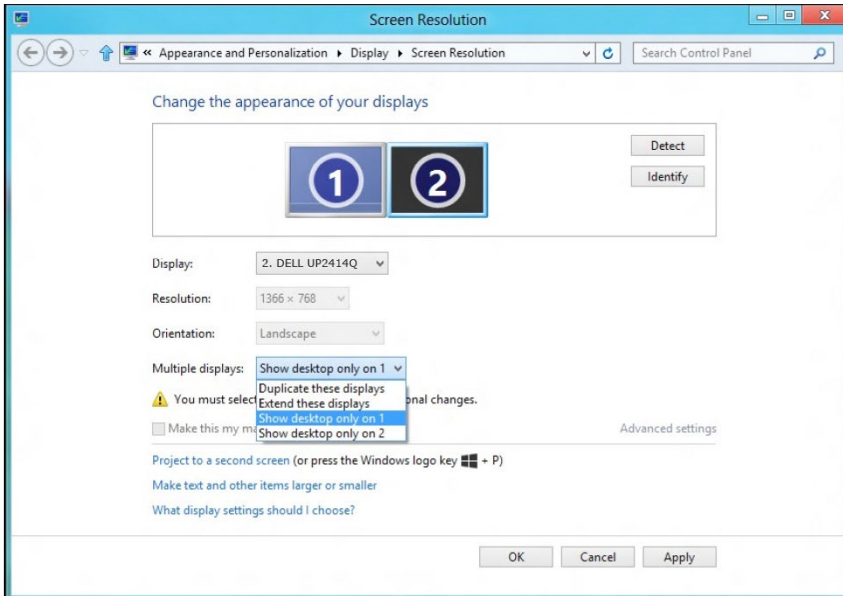 Screen Resolution
« Appearance and Personalization Display Screen Resolution
Search Control Panel
Change the appearance of your displays
1 2
Detect
Identify
Display: 2. DELL UP2414Q
Resolution: 1366 × 768
Orientation: Landscape
Multiple displays: Show desktop only on 1
Duplicate these displays
You must selec onal changes.
Extend these displays
Show desktop only on 1
Make this my ma Advanced settings
Show desktop only on 2
Project to a second screen (or press the Windows logo key + P)
Make text and other items larger or smaller
What display settings should I choose?
OK Cancel Apply